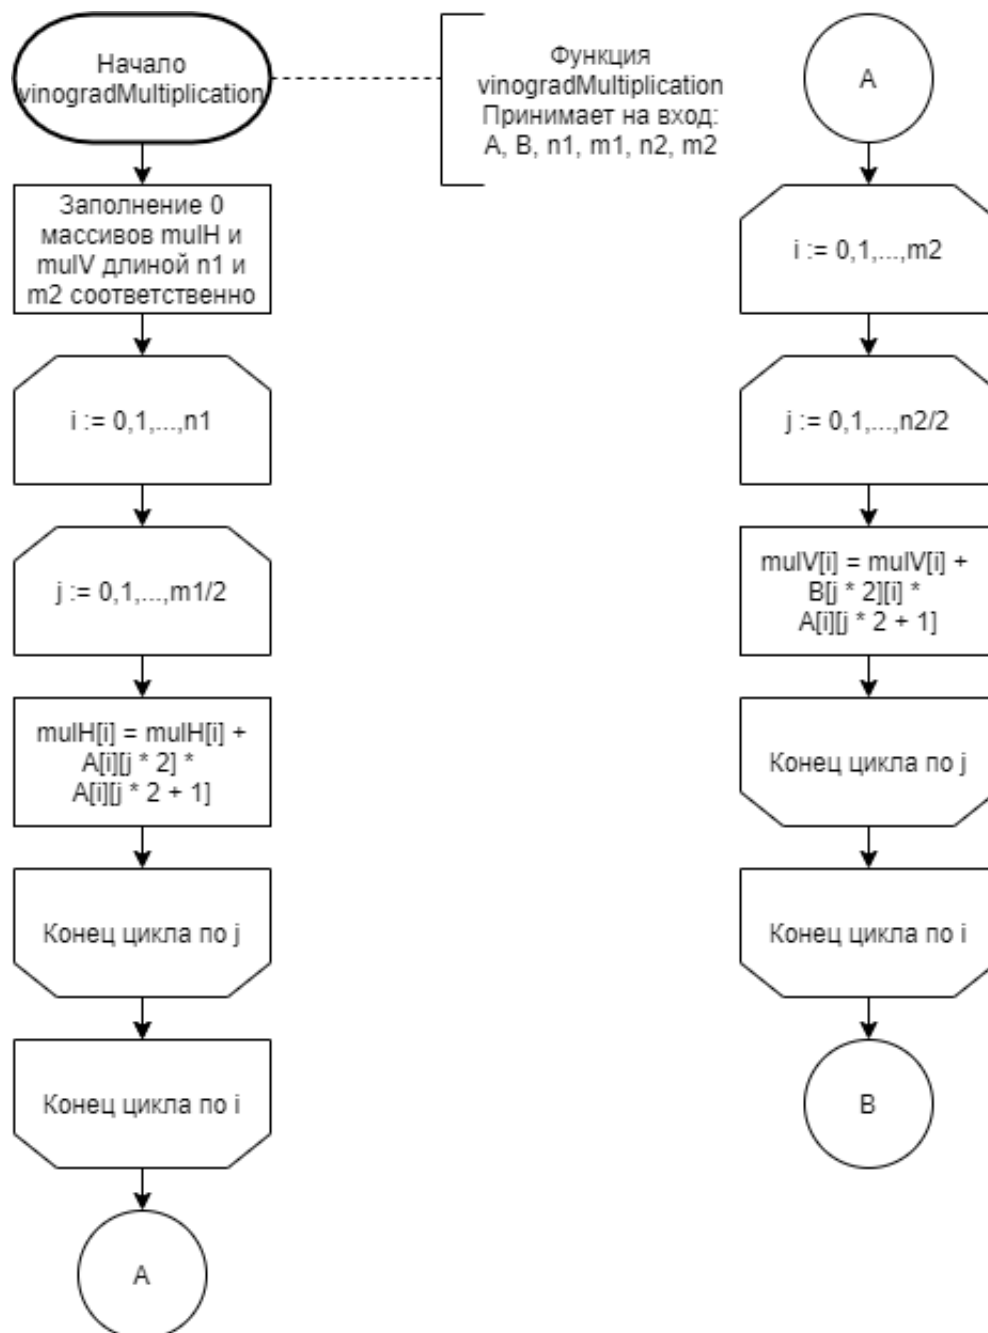 Начало
vinogradMultiplication
Функция
vinogradMultiplication
Принимает на вход:
A, B, n1, m1, n2, m2
Заполнение 0
массивов mulH и
mulV длиной n1 и
m2 соответственно
i := 0,1,...,n1
j := 0,1,...,m1/2
mulH[i] = mulH[i] +
A[i][j * 2] *
A[i][j * 2 + 1]
Конец цикла по j
Конец цикла по i
A
A
i := 0,1,...,m2
j := 0,1,...,n2/2
mulV[i] = mulV[i] +
B[j * 2][i] *
A[i][j * 2 + 1]
Конец цикла по j
Конец цикла по i
B